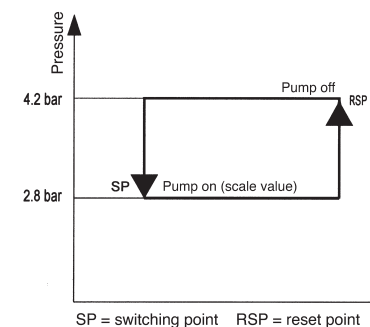 Pressure
Pump off
4.2 bar
RSP
SP
Pump on (scale value)
2.8 bar
SP = switching point RSP = reset point